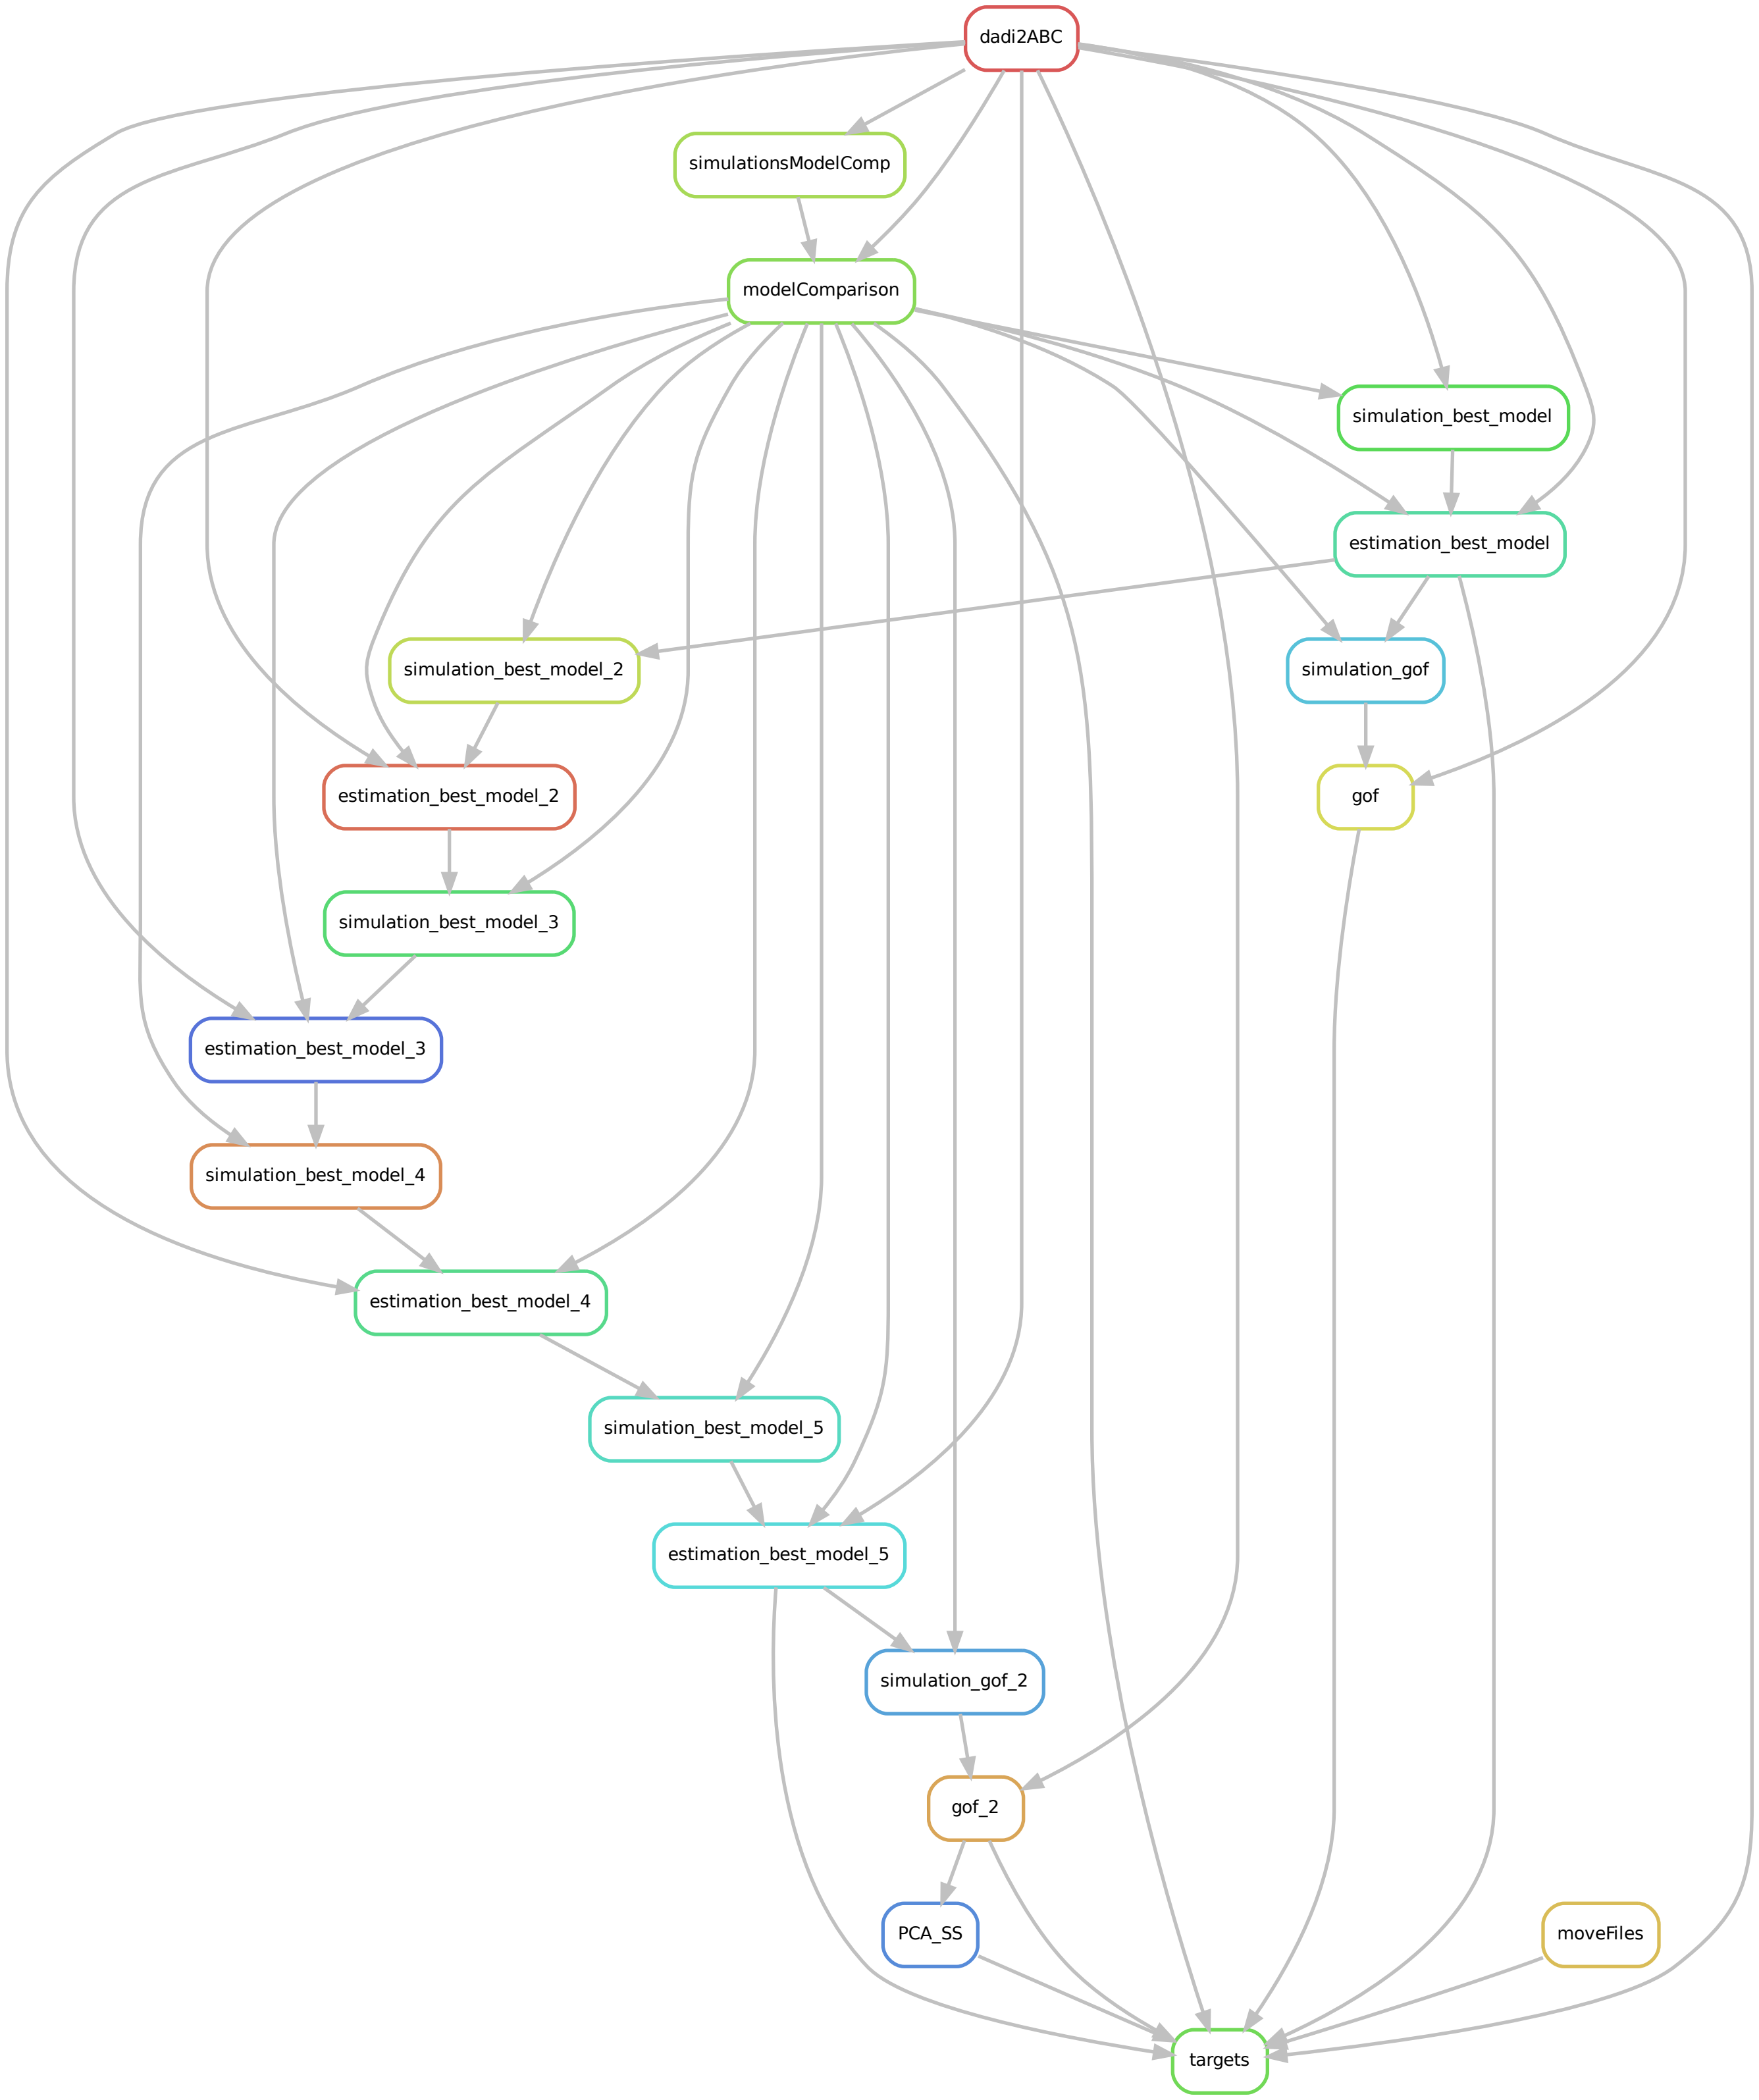 dadi2ABC
simulationsModelComp
modelComparison
simulation_best_model
estimation_best_model
simulation_best_model_2
simulation_gof
estimation_best_model_2
gof
simulation_best_model_3
estimation_best_model_3
simulation_best_model_4
estimation_best_model_4
simulation_best_model_5
estimation_best_model_5
simulation_gof_2
gof_2
PCA_SS
moveFiles
targets